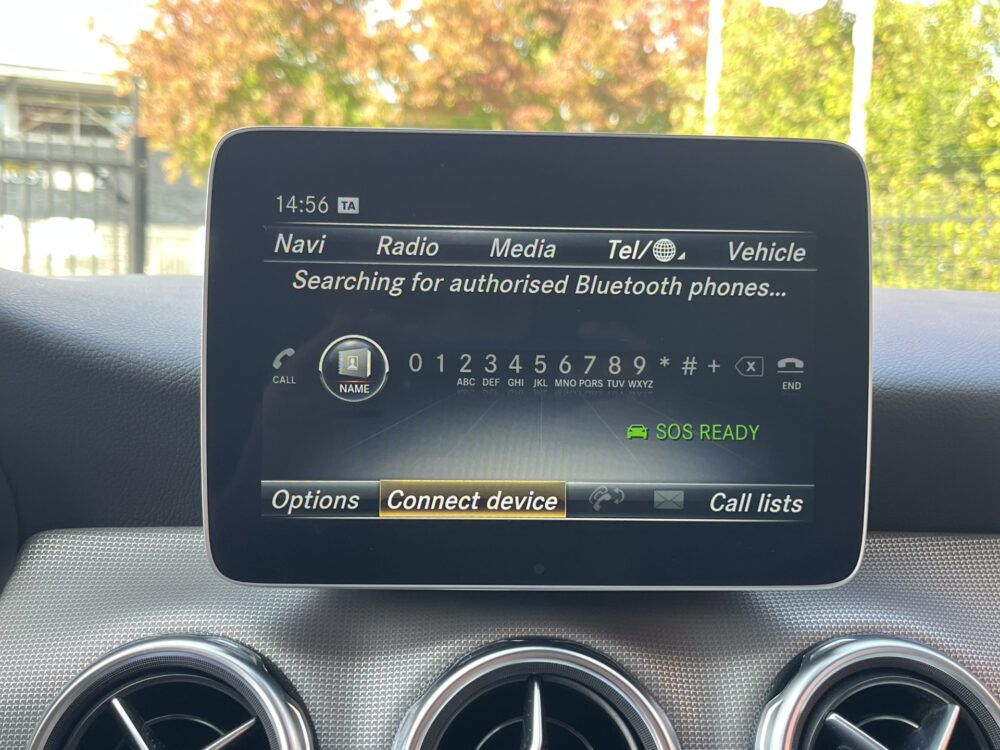 14:56 TA
Navi Radio Media Tel/ Vehicle
Searching for authorised Bluetooth phones...
CALL NAME 0 1 2 ABC 3 DEF 4 GHI 5 JKL 6 MNO 7 PQRS 8 TUV 9 WXYZ * # + X END
SOS READY
Options Connect device Call lists